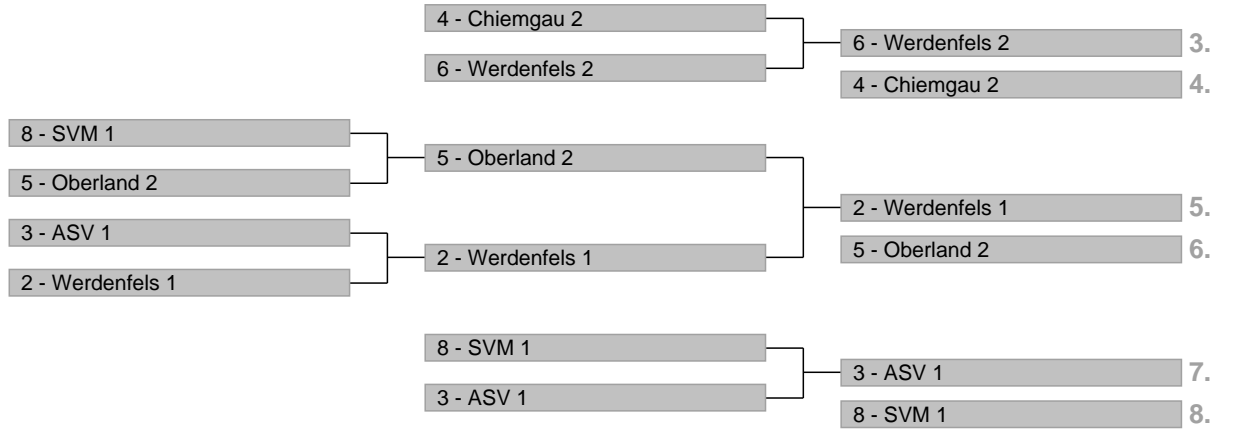 4 - Chiemgau 2
6 - Werdenfels 2
6 - Werdenfels 2 3.
4 - Chiemgau 2 4.
8 - SVM 1
5 - Oberland 2
3 - ASV 1
2 - Werdenfels 1
5 - Oberland 2
2 - Werdenfels 1
2 - Werdenfels 1 5.
5 - Oberland 2 6.
8 - SVM 1
3 - ASV 1
3 - ASV 1 7.
8 - SVM 1 8.